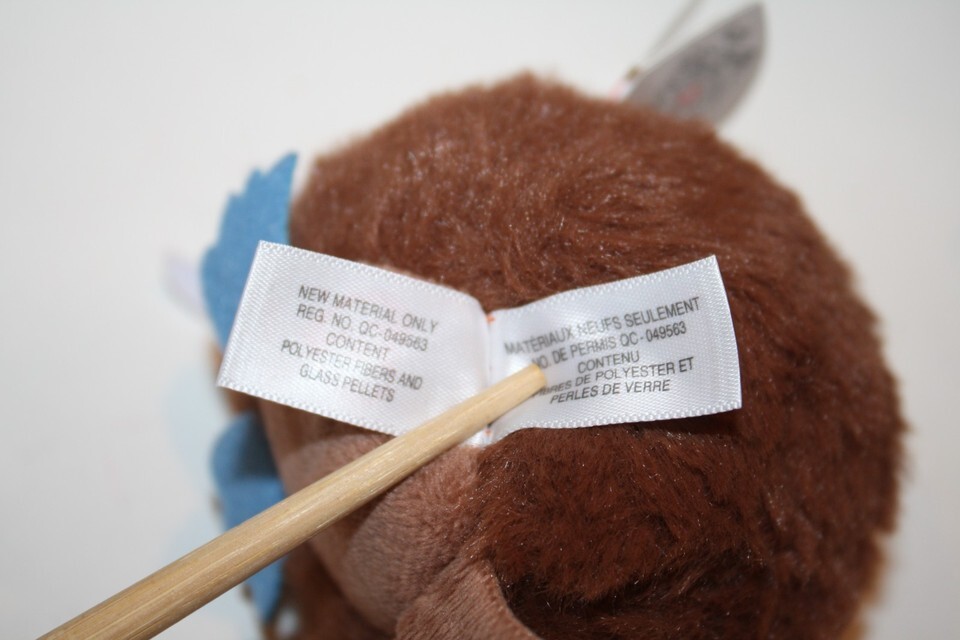 NEW MATERIAL ONLY
REG. NO. QC-049563
CONTENT
POLYESTER FIBERS AND
GLASS PELLETS
MATERIAUX NEUFS SEULEMENT
NO. DE PERMIS QC-049563
CONTENU
DE POLYESTER ET
PERLES DE VERRE